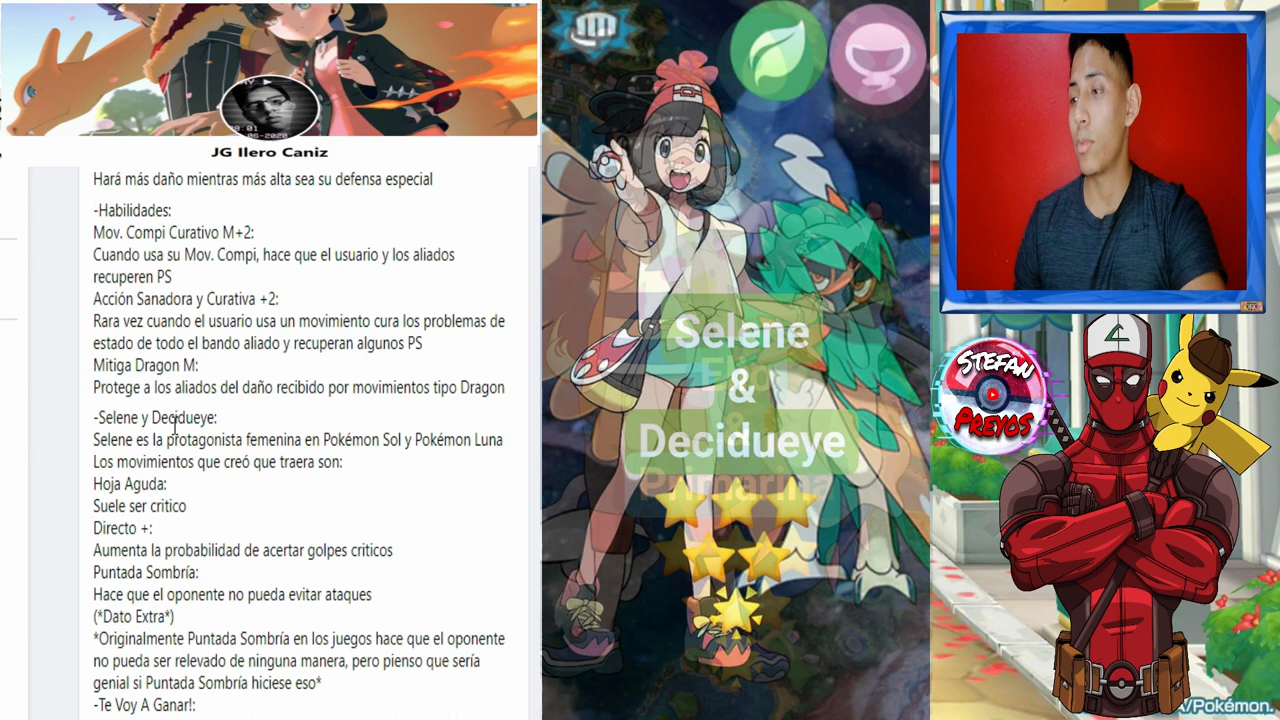 JG Ilero Caniz
Hará más daño mientras más alta sea su defensa especial
-Habilidades:
Mov. Compi Curativo M+2:
Cuando usa su Mov. Compi, hace que el usuario y los aliados
recuperen PS
Acción Sanadora y Curativa +2:
Rara vez cuando el usuario usa un movimiento cura los problemas de
estado de todo el bando aliado y recuperan algunos PS
Mitiga Dragon M:
Protege a los aliados del daño recibido por movimientos tipo Dragon
-Selene y Decidueye:
Selene es la protagonista femenina en Pokémon Sol y Pokémon Luna
Los movimientos que creó que traera son:
Hoja Aguda:
Suele ser critico
Directo +:
Aumenta la probabilidad de acertar golpes criticos
Puntada Sombría:
Hace que el oponente no pueda evitar ataques
(*Dato Extra*)
*Originalmente Puntada Sombría en los juegos hace que el oponente
no pueda ser relevado de ninguna manera, pero pienso que sería
genial si Puntada Sombría hiciese eso*
-Te Voy A Ganar!:
Selene
&
Decidueye
Primarina
STEFAN
PREYOS
/Pokémon.